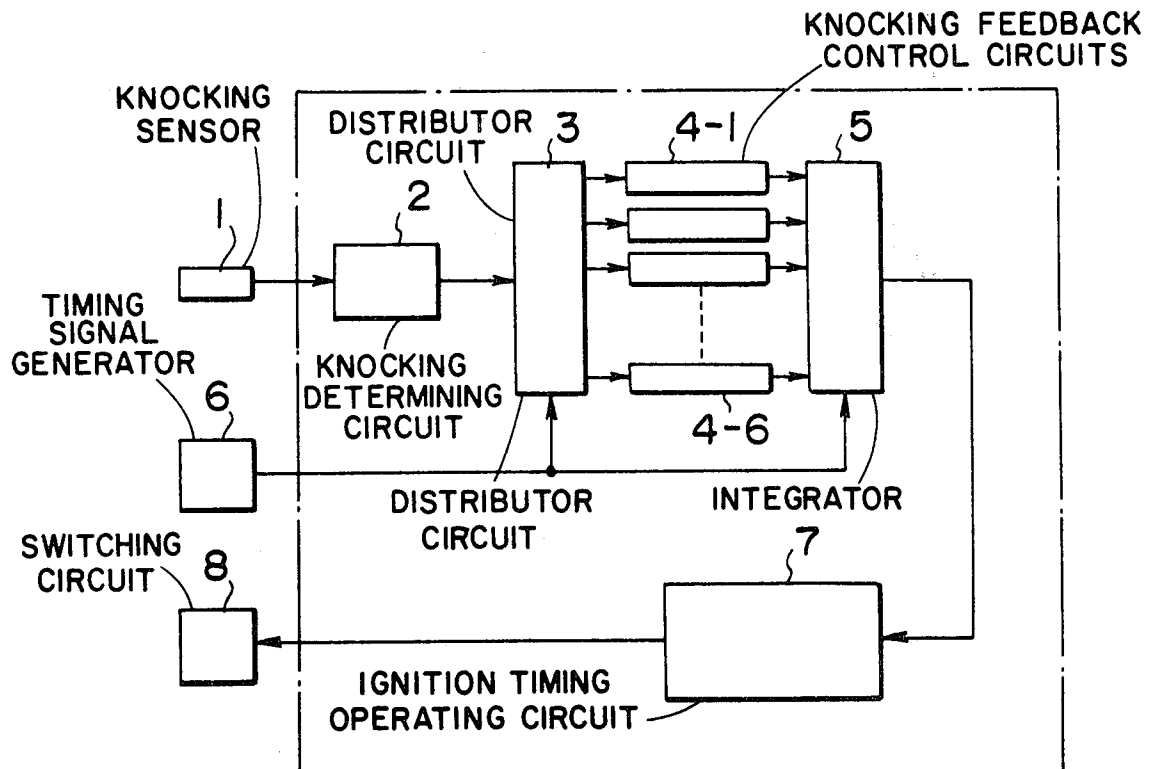 KNOCKING FEEDBACK
CONTROL CIRCUITS
KNOCKING
SENSOR
DISTRIBUTOR
CIRCUIT
3
4-1
5
1
2
TIMING
SIGNAL
GENERATOR
KNOCKING
DETERMINING
CIRCUIT
4-6
6
DISTRIBUTOR
CIRCUIT
INTEGRATOR
SWITCHING
CIRCUIT
8
7
IGNITION TIMING
OPERATING CIRCUIT